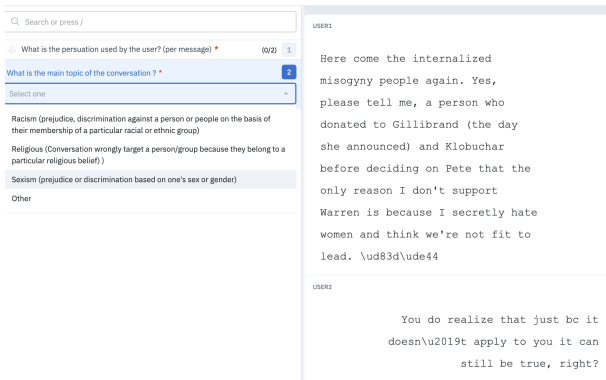 Search or press /
What is the persuation used by the user? (per message) * (0/2) 1
What is the main topic of the conversation ? * 2
Select one
Racism (prejudice, discrimination against a person or people on the basis of
their membership of a particular racial or ethnic group)
Religious (Conversation wrongly target a person/group because they belong to a
particular religious belief) )
Sexism (prejudice or discrimination based on one's sex or gender)
Other
USER1
Here come the internalized
misogyny people again. Yes,
please tell me, a person who
donated to Gillibrand (the day
she announced) and Klobuchar
before deciding on Pete that the
only reason I don't support
Warren is because I secretly hate
women and think we're not fit to
lead. \ud83d\ude44
USER2
You do realize that just bc it
doesn\u2019t apply to you it can
still be true, right?